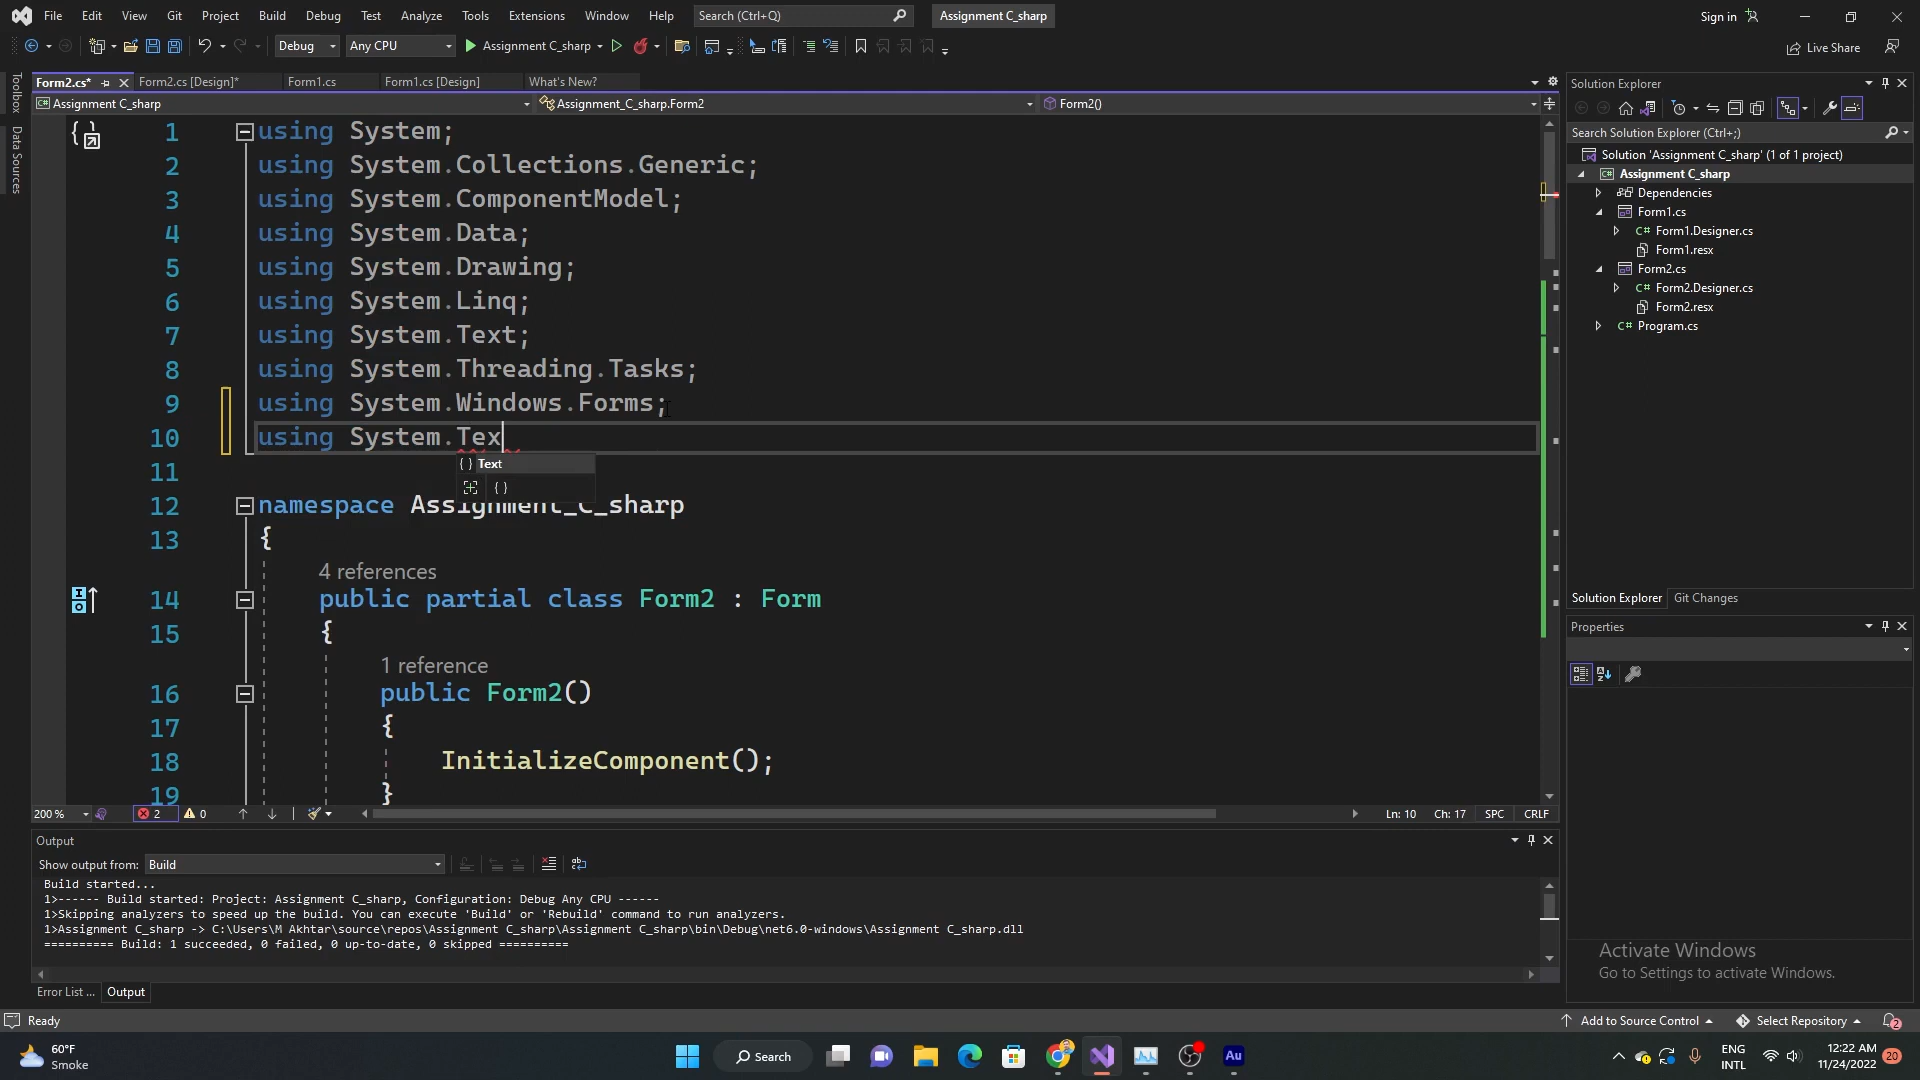 File Edit View Git Project Build Debug Test Analyze Tools Extensions Window Help Search (Ctrl+Q) Assignment C_sharp Sign in
Debug Any CPU Assignment C_sharp Live Share
Form2.cs* Form2.cs [Design]* Form1.cs Form1.cs [Design] What's New?
Assignment C_sharp Assignment_C_sharp.Form2 Form2()
Toolbox
Data Sources
1 using System;
2 using System.Collections.Generic;
3 using System.ComponentModel;
4 using System.Data;
5 using System.Drawing;
6 using System.Linq;
7 using System.Text;
8 using System.Threading.Tasks;
9 using System.Windows.Forms;
10 using System.Tex
{ } Text
{ }
11
12 namespace Assignment_C_sharp
13 {
4 references
14 public partial class Form2 : Form
15 {
1 reference
16 public Form2()
17 {
18 InitializeComponent();
19 }
200 % 2 0 Ln: 10 Ch: 17 SPC CRLF
Solution Explorer
Search Solution Explorer (Ctrl+;)
Solution 'Assignment C_sharp' (1 of 1 project)
Assignment C_sharp
Dependencies
Form1.cs
C# Form1.Designer.cs
Form1.resx
Form2.cs
C# Form2.Designer.cs
Form2.resx
C# Program.cs
Solution Explorer Git Changes
Properties
Output
Show output from: Build
Build started...
1>------ Build started: Project: Assignment C_sharp, Configuration: Debug Any CPU ------
1>Skipping analyzers to speed up the build. You can execute 'Build' or 'Rebuild' command to run analyzers.
1>Assignment C_sharp -> C:\Users\M Akhtar\source\repos\Assignment C_sharp\Assignment C_sharp\bin\Debug\net6.0-windows\Assignment C_sharp.dll
========== Build: 1 succeeded, 0 failed, 0 up-to-date, 0 skipped ==========
Activate Windows
Go to Settings to activate Windows.
Error List ... Output
Ready Add to Source Control Select Repository 2
60°F
Smoke
Search
Au
ENG
INTL
12:22 AM
11/24/2022
20